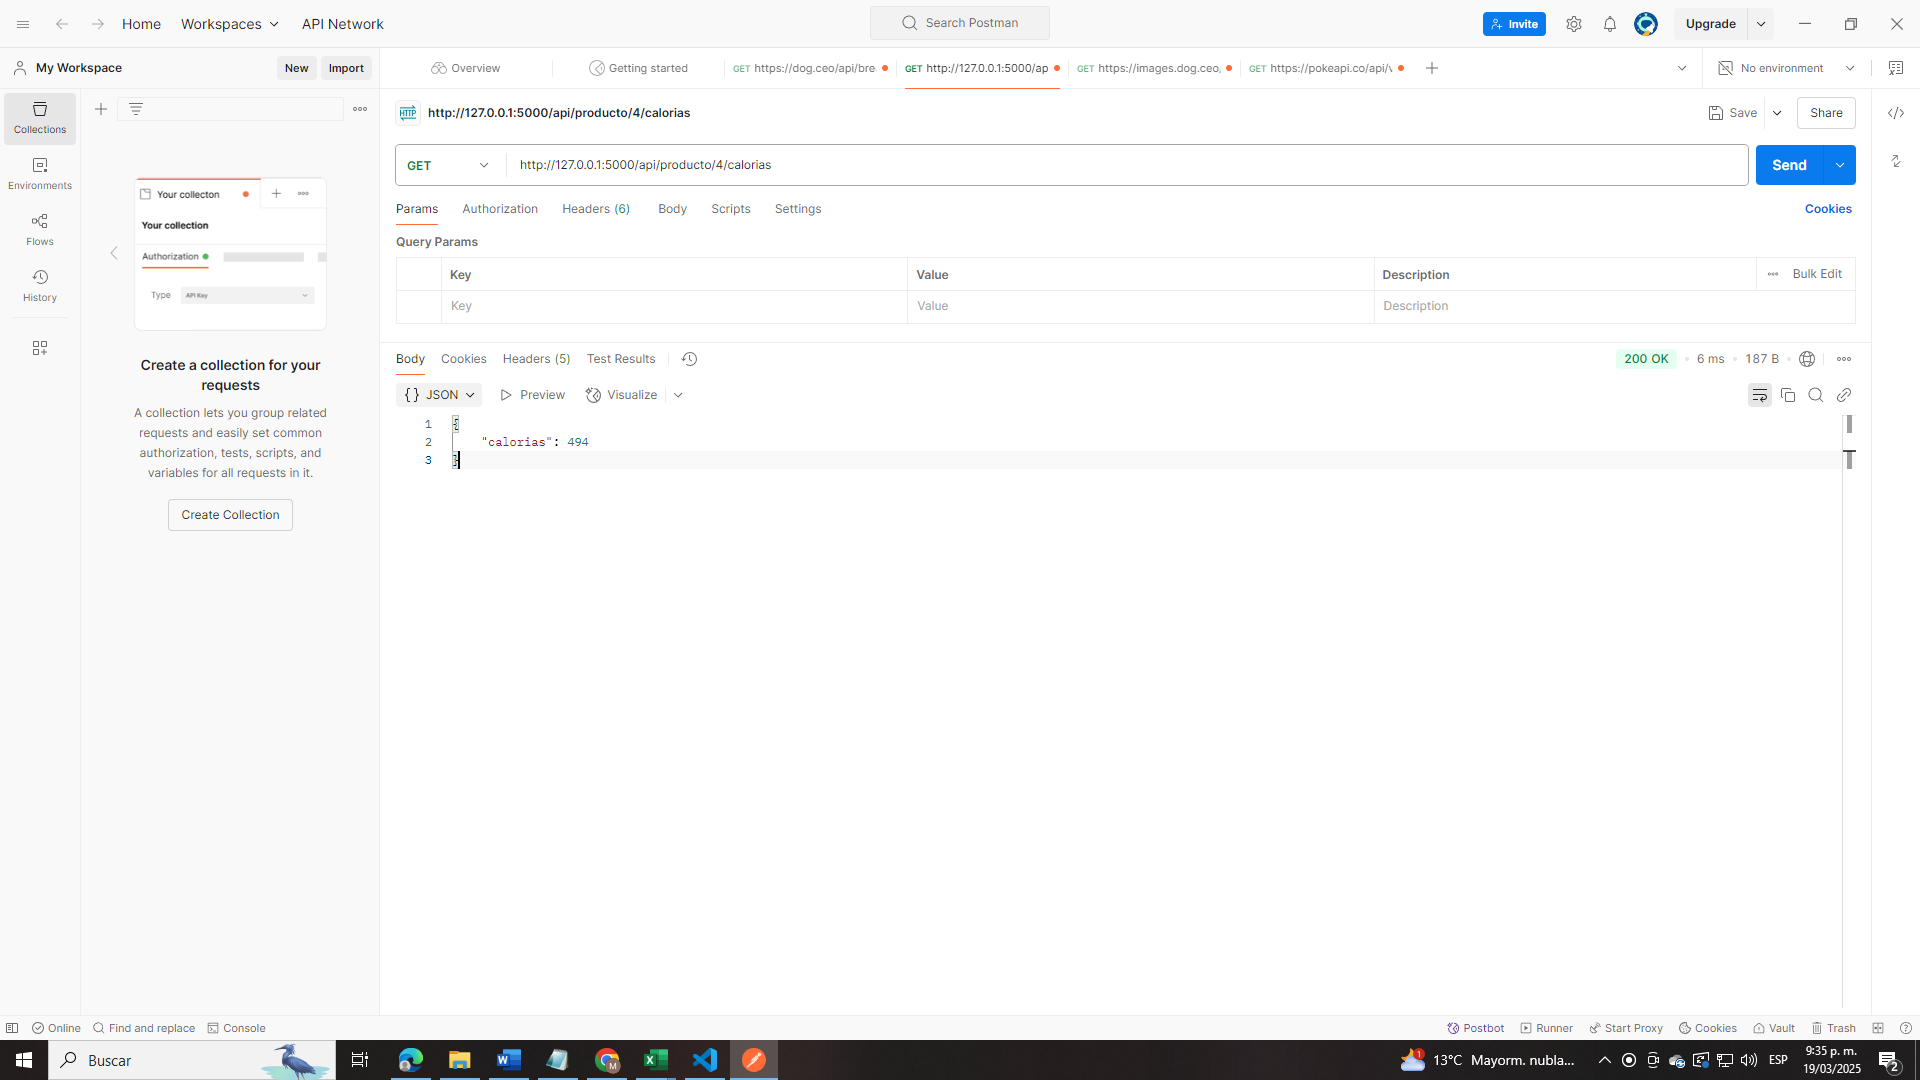 Home
Workspaces
API Network
Search Postman
Invite
Upgrade
My Workspace
New
Import
Overview
Getting started
GET https://dog.ceo/api/bre
GET http://127.0.0.1:5000/ap
GET https://images.dog.ceo,
GET https://pokeapi.co/api/v
No environment
Collections
Environments
Flows
History
Your collecton
Your collection
Authorization
Type
API Key
Create a collection for your
requests
A collection lets you group related
requests and easily set common
authorization, tests, scripts, and
variables for all requests in it.
Create Collection
HTTP
http://127.0.0.1:5000/api/producto/4/calorias
Save
Share
GET
http://127.0.0.1:5000/api/producto/4/calorias
Send
Params
Authorization
Headers (6)
Body
Scripts
Settings
Cookies
Query Params
Key
Value
Description
Bulk Edit
Key
Value
Description
Body
Cookies
Headers (5)
Test Results
200 OK
6 ms
187 B
{} JSON
Preview
Visualize
1 {
2 "calorias": 494
3 }
Online
Find and replace
Console
Postbot
Runner
Start Proxy
Cookies
Vault
Trash
Buscar
M
1
13°C Mayorm. nubla...
ESP
9:35 p. m.
19/03/2025
2